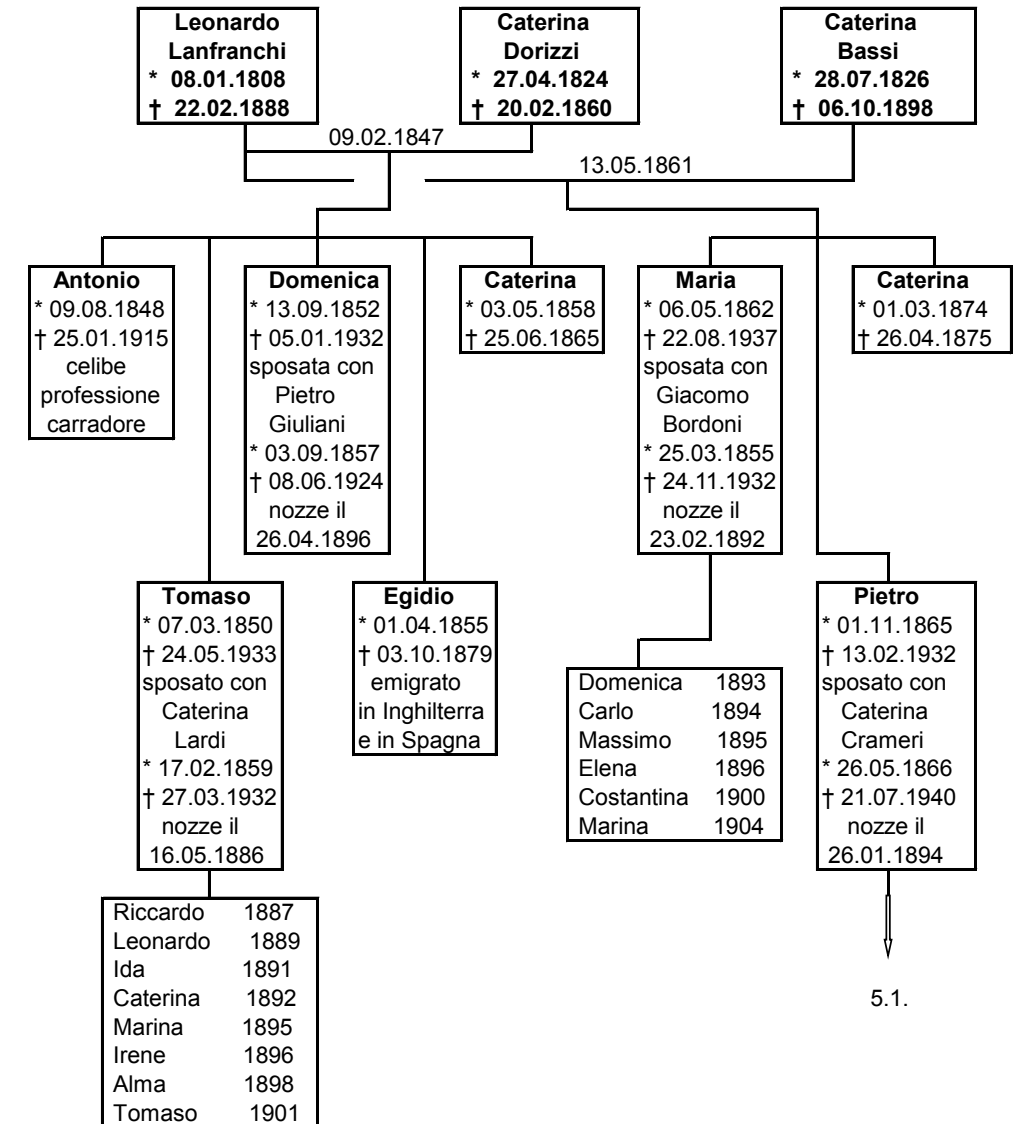 Leonardo
Lanfranchi
* 08.01.1808
† 22.02.1888
Caterina
Dorizzi
* 27.04.1824
† 20.02.1860
Caterina
Bassi
* 28.07.1826
† 06.10.1898
09.02.1847
13.05.1861
Antonio
* 09.08.1848
† 25.01.1915
celibe
professione
carradore
Domenica
* 13.09.1852
† 05.01.1932
sposata con
Pietro
Giuliani
* 03.09.1857
† 08.06.1924
nozze il
26.04.1896
Caterina
* 03.05.1858
† 25.06.1865
Maria
* 06.05.1862
† 22.08.1937
sposata con
Giacomo
Bordoni
* 25.03.1855
† 24.11.1932
nozze il
23.02.1892
Caterina
* 01.03.1874
† 26.04.1875
Tomaso
* 07.03.1850
† 24.05.1933
sposato con
Caterina
Lardi
* 17.02.1859
† 27.03.1932
nozze il
16.05.1886
Egidio
* 01.04.1855
† 03.10.1879
emigrato
in Inghilterra
e in Spagna
Domenica 1893
Carlo 1894
Massimo 1895
Elena 1896
Costantina 1900
Marina 1904
Pietro
* 01.11.1865
† 13.02.1932
sposato con
Caterina
Crameri
* 26.05.1866
† 21.07.1940
nozze il
26.01.1894
Riccardo 1887
Leonardo 1889
Ida 1891
Caterina 1892
Marina 1895
Irene 1896
Alma 1898
Tomaso 1901
5.1.